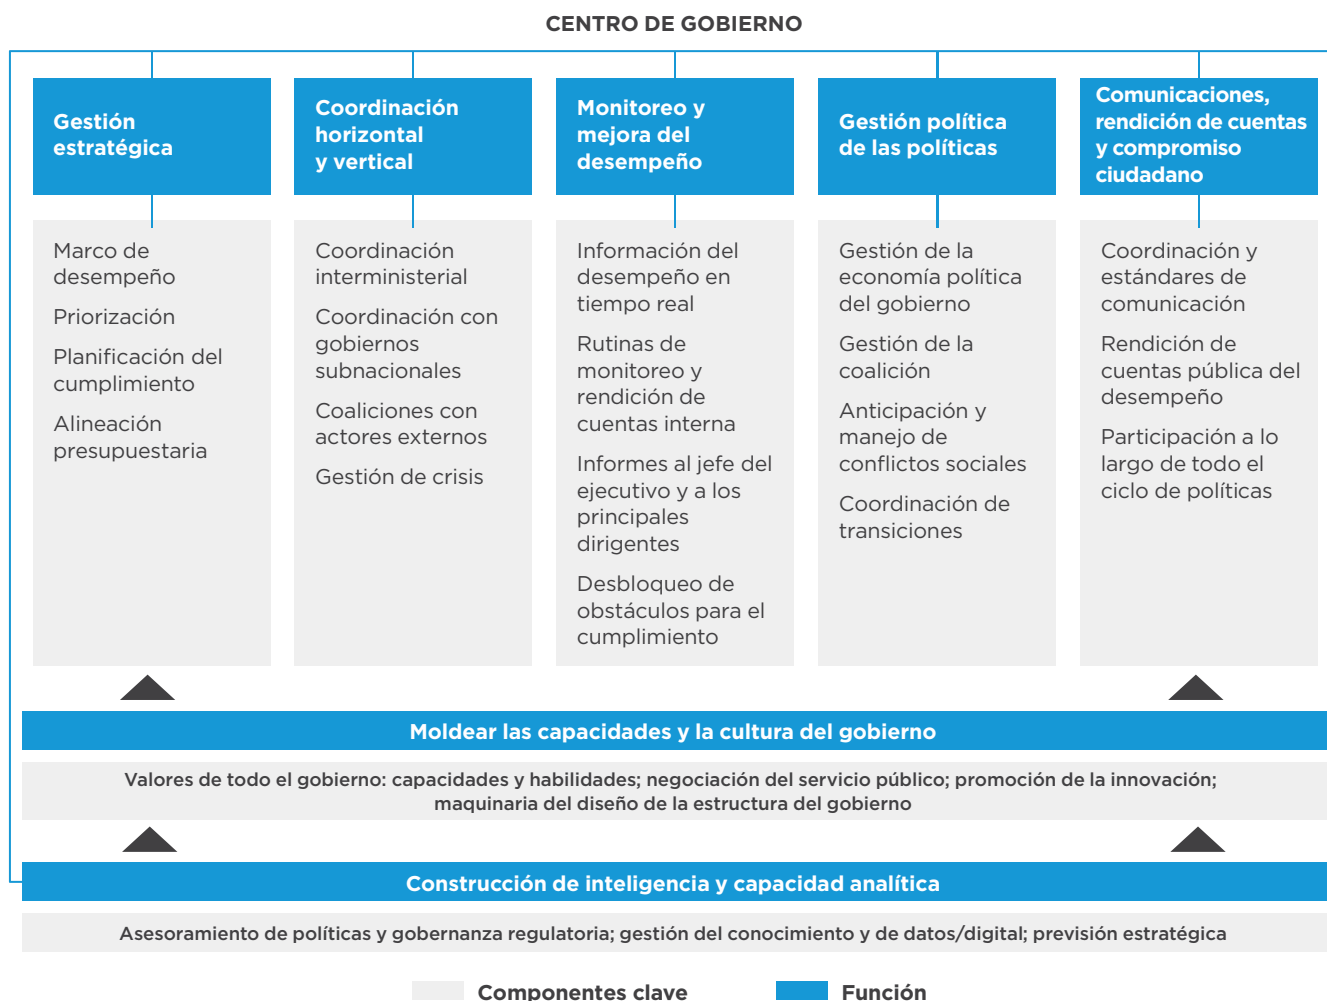 CENTRO DE GOBIERNO
Gestión
estratégica
Coordinación
horizontal
y vertical
Monitoreo y
mejora del
desempeño
Gestión política
de las políticas
Comunicaciones,
rendición de cuentas
y compromiso
ciudadano
Marco de
desempeño
Priorización
Planificación del
cumplimiento
Alineación
presupuestaria
Coordinación
interministerial
Coordinación con
gobiernos
subnacionales
Coaliciones con
actores externos
Gestión de crisis
Información del
desempeño en
tiempo real
Rutinas de
monitoreo y
rendición de
cuentas interna
Informes al jefe del
ejecutivo y a los
principales
dirigentes
Desbloqueo de
obstáculos para el
cumplimiento
Gestión de la
economía política
del gobierno
Gestión de la
coalición
Anticipación y
manejo de
conflictos sociales
Coordinación de
transiciones
Coordinación y
estándares de
comunicación
Rendición de
cuentas pública del
desempeño
Participación a lo
largo de todo el
ciclo de políticas
Moldear las capacidades y la cultura del gobierno
Valores de todo el gobierno: capacidades y habilidades; negociación del servicio público; promoción de la innovación;
maquinaria del diseño de la estructura del gobierno
Construcción de inteligencia y capacidad analítica
Asesoramiento de políticas y gobernanza regulatoria; gestión del conocimiento y de datos/digital; previsión estratégica
Componentes clave
Función